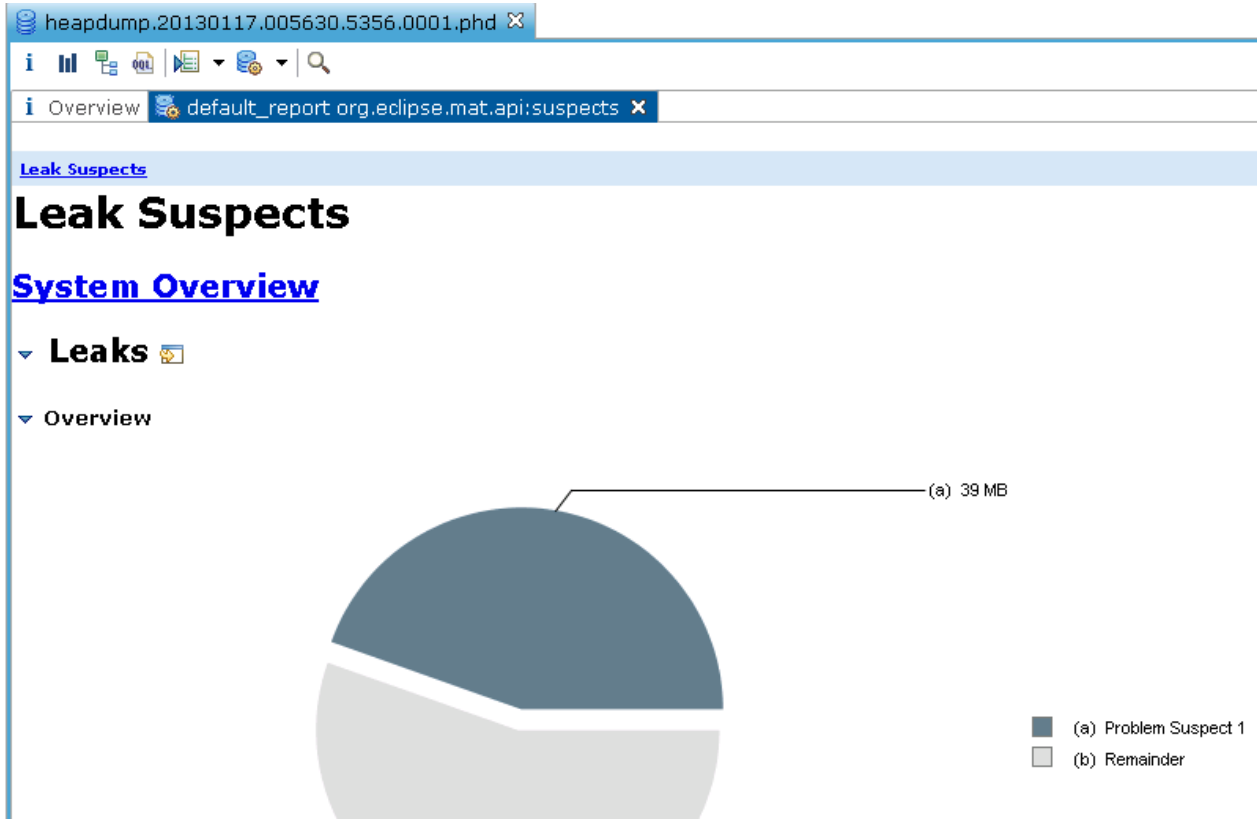 heapdump.20130117.005630.5356.0001.phd
i OQL
i Overview default_report org.eclipse.mat.api:suspects
Leak Suspects
Leak Suspects
System Overview
Leaks
Overview
(a) 39 MB
(a) Problem Suspect 1
(b) Remainder